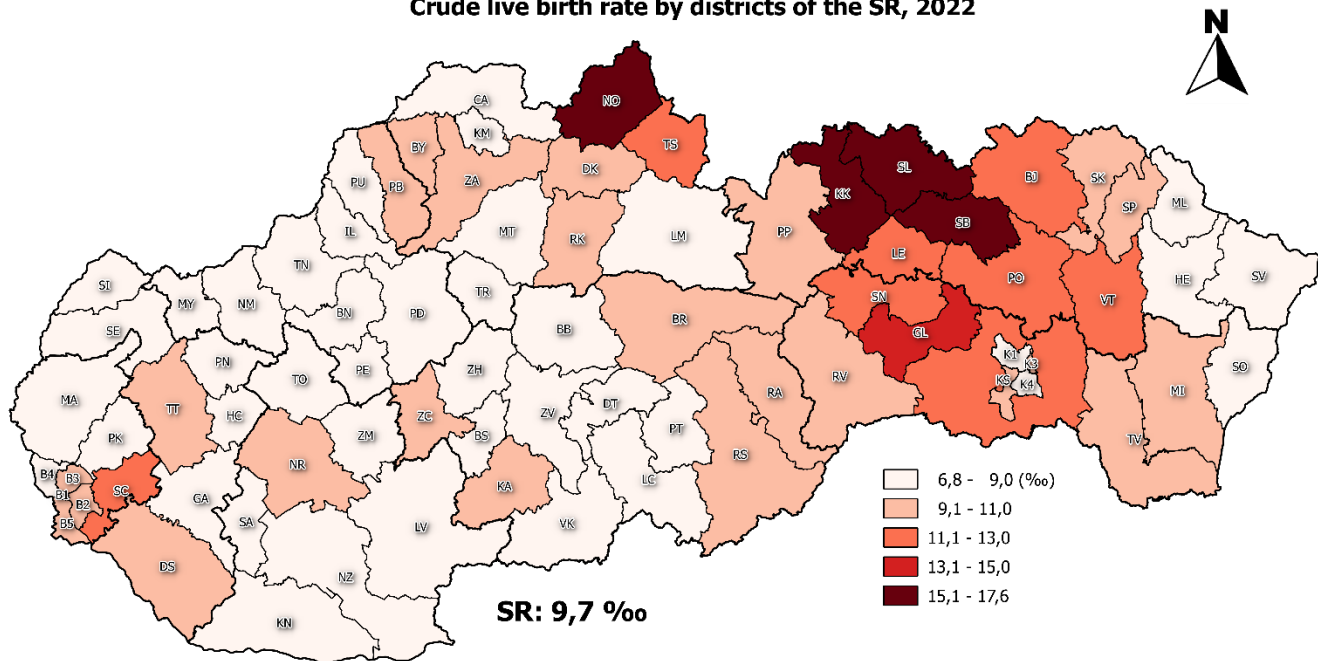 Crude live birth rate by districts of the SR, 2022
N
CA
NO
KM
TS
BY
DK
ZA
PU
PB
KK
SL
BJ
SK
SP
ML
IL
MT
RK
LM
PP
SB
LE
PO
HE
SV
TN
SI
MY
NM
BN
PD
TR
SN
VT
SE
BB
BR
GL
PN
TO
PE
ZH
RV
K1
K3
KS
K4
SO
MA
TT
HC
ZM
ZC
ZV
DT
RA
MI
PK
BS
PT
TV
B4
B3
B1
B2
B5
SC
NR
RS
GA
KA
LC
SA
LV
VK
DS
NZ
KN
6,8 - 9,0 (‰)
9,1 - 11,0
11,1 - 13,0
13,1 - 15,0
15,1 - 17,6
SR: 9,7 ‰